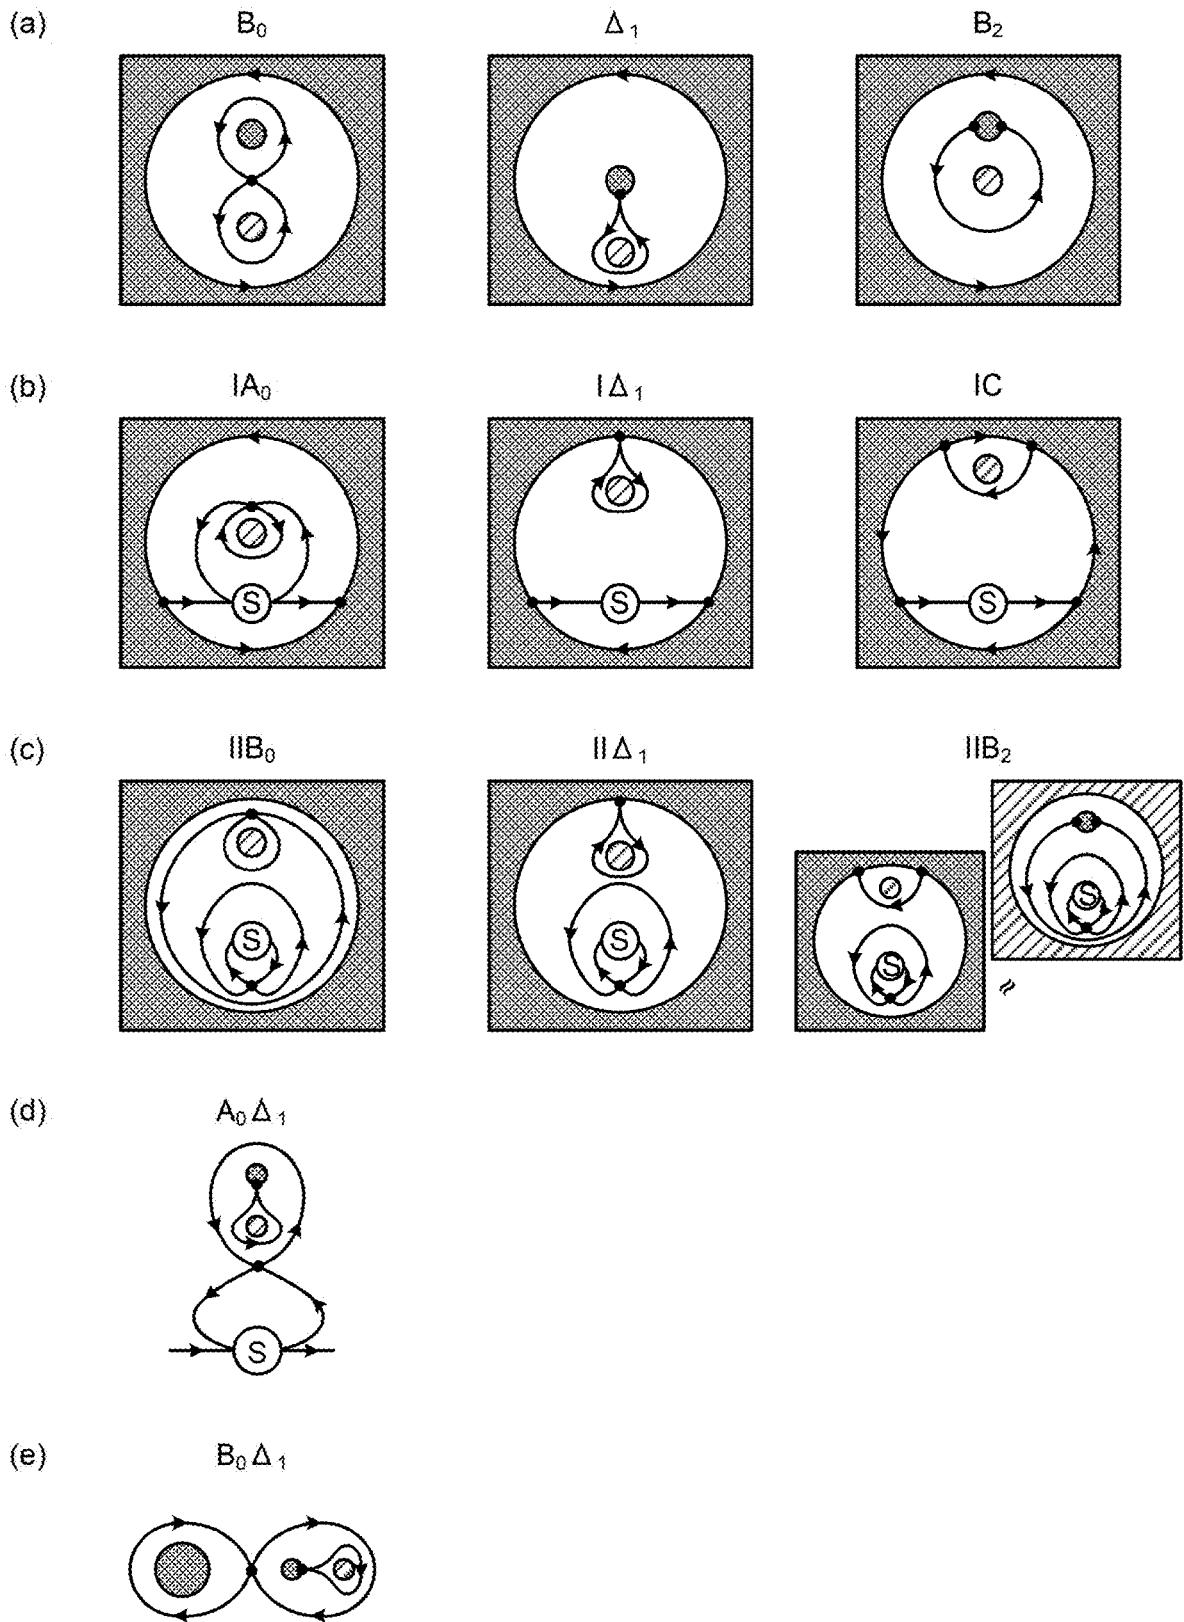 (a) B₀ Δ₁ B₂
(b) IA₀ IΔ₁ IC
S S S
(c) IIB₀ IIΔ₁ IIB₂
S S S S
(d) A₀Δ₁
S
(e) B₀Δ₁